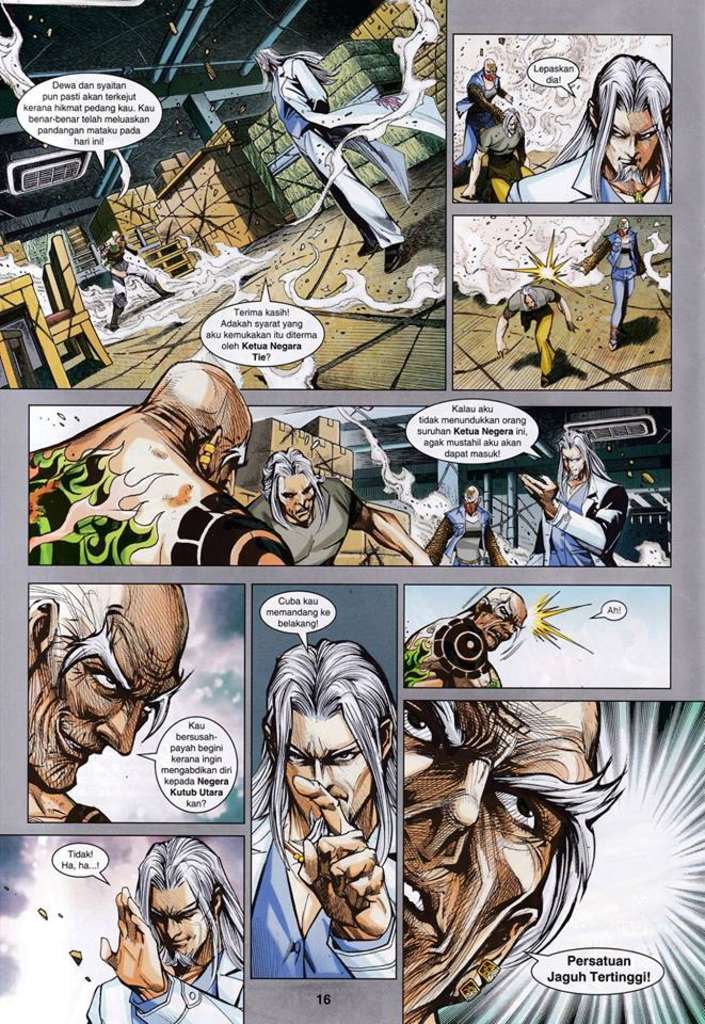 Dewa dan syaitan
pun pasti akan terkejut
kerana hikmat pedang kau. Kau
benar-benar telah meluaskan
pandangan mataku pada
hari ini!
Terima kasih!
Adakah syarat yang
aku kemukakan itu diterma
oleh Ketua Negara
Tie?
Lepaskan
dia!
Kalau aku
tidak menundukkan orang
suruhan Ketua Negera ini,
agak mustahil aku akan
dapat masuk!
Kau
bersusah-
payah begini
kerana ingin
mengabdikan diri
kepada Negera
Kutub Utara
kan?
Tidak!
Ha, ha...!
Cuba kau
memandang ke
belakang!
Ah!
Persatuan
Jaguh Tertinggi!
16